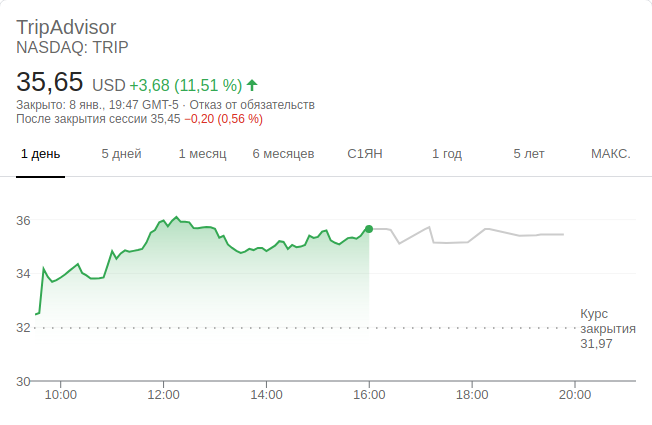 TripAdvisor
NASDAQ: TRIP
35,65 USD +3,68 (11,51 %)
Закрыто: 8 янв., 19:47 GMT-5 · Отказ от обязательств
После закрытия сессии 35,45 −0,20 (0,56 %)
1 день 5 дней 1 месяц 6 месяцев С1ЯН 1 год 5 лет МАКС.
36
34
32
30
Курс
закрытия
31,97
10:00 12:00 14:00 16:00 18:00 20:00